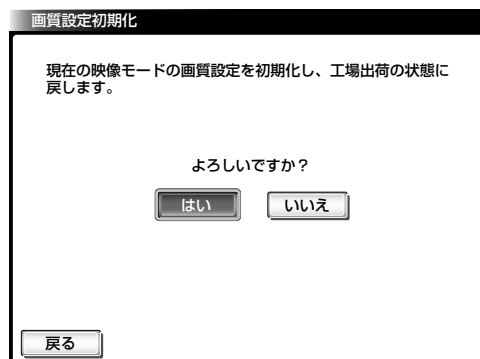 画質設定初期化
現在の映像モードの画質設定を初期化し、工場出荷の状態に
戻します。
よろしいですか？
はい いいえ
戻る